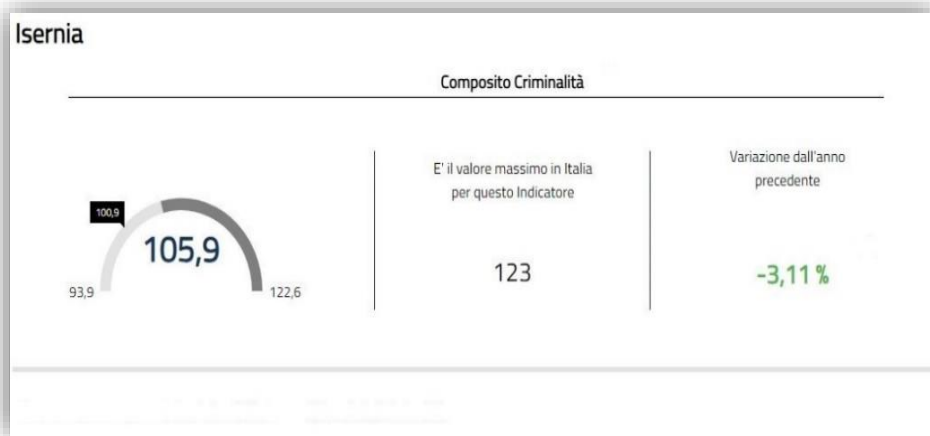 Isernia
Composito Criminalità
100,9
105,9
93,9
122,6
E' il valore massimo in Italia
per questo Indicatore
123
Variazione dall'anno
precedente
-3,11 %